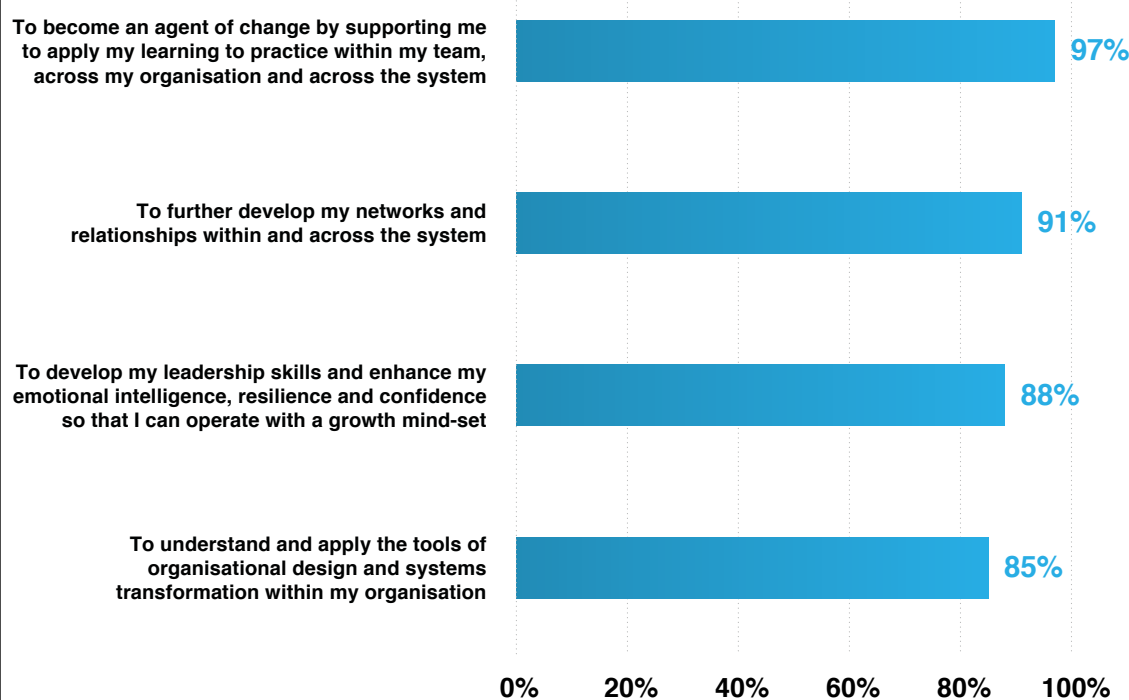 To become an agent of change by supporting me
to apply my learning to practice within my team,
across my organisation and across the system
97%
To further develop my networks and
relationships within and across the system
91%
To develop my leadership skills and enhance my
emotional intelligence, resilience and confidence
so that I can operate with a growth mind-set
88%
To understand and apply the tools of
organisational design and systems
transformation within my organisation
85%
0% 20% 40% 60% 80% 100%